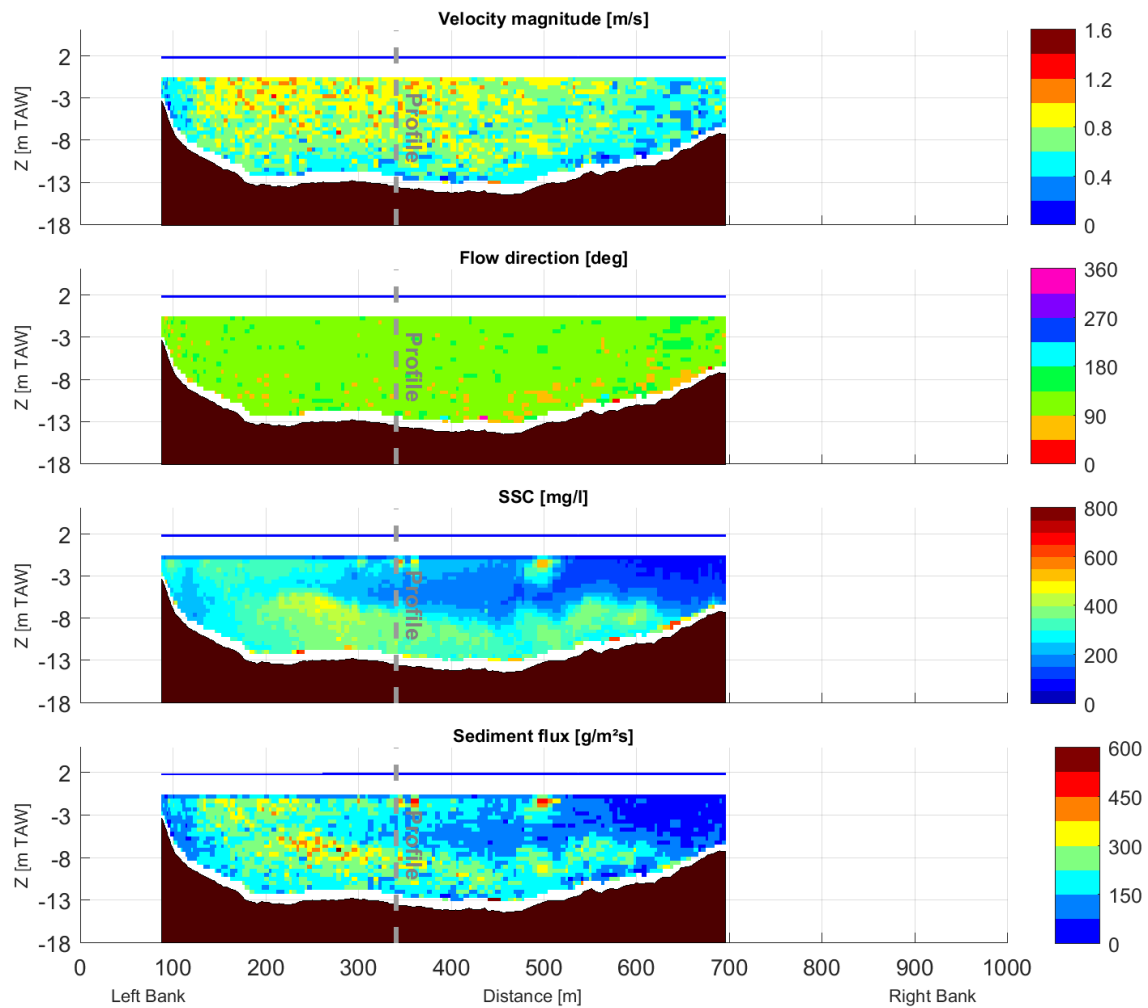 Velocity magnitude [m/s]
2
-3
-8
-13
-18
Z [m TAW]
Profile
1.6
1.2
0.8
0.4
0
Flow direction [deg]
2
-3
-8
-13
-18
Z [m TAW]
Profile
360
270
180
90
0
SSC [mg/l]
2
-3
-8
-13
-18
Z [m TAW]
Profile
800
600
400
200
0
Sediment flux [g/m²s]
2
-3
-8
-13
-18
Z [m TAW]
Profile
600
450
300
150
0
0 100 200 300 400 500 600 700 800 900 1000
Left Bank Distance [m] Right Bank